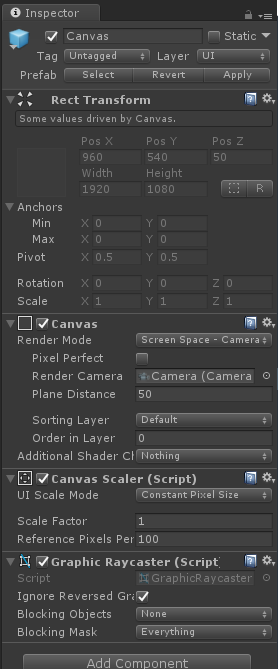 Inspector
Canvas Static
Tag Untagged Layer UI
Prefab Select Revert Apply
Rect Transform
Some values driven by Canvas.
Pos X Pos Y Pos Z
960 540 50
Width Height
1920 1080
R
Anchors
Min X 0 Y 0
Max X 0 Y 0
Pivot X 0.5 Y 0.5
Rotation X 0 Y 0 Z 0
Scale X 1 Y 1 Z 1
Canvas
Render Mode Screen Space - Camera
Pixel Perfect
Render Camera Camera (Camera
Plane Distance 50
Sorting Layer Default
Order in Layer 0
Additional Shader Cl Nothing
Canvas Scaler (Script)
UI Scale Mode Constant Pixel Size
Scale Factor 1
Reference Pixels Per 100
Graphic Raycaster (Script)
Script GraphicRaycaster
Ignore Reversed Gra
Blocking Objects None
Blocking Mask Everything
Add Component